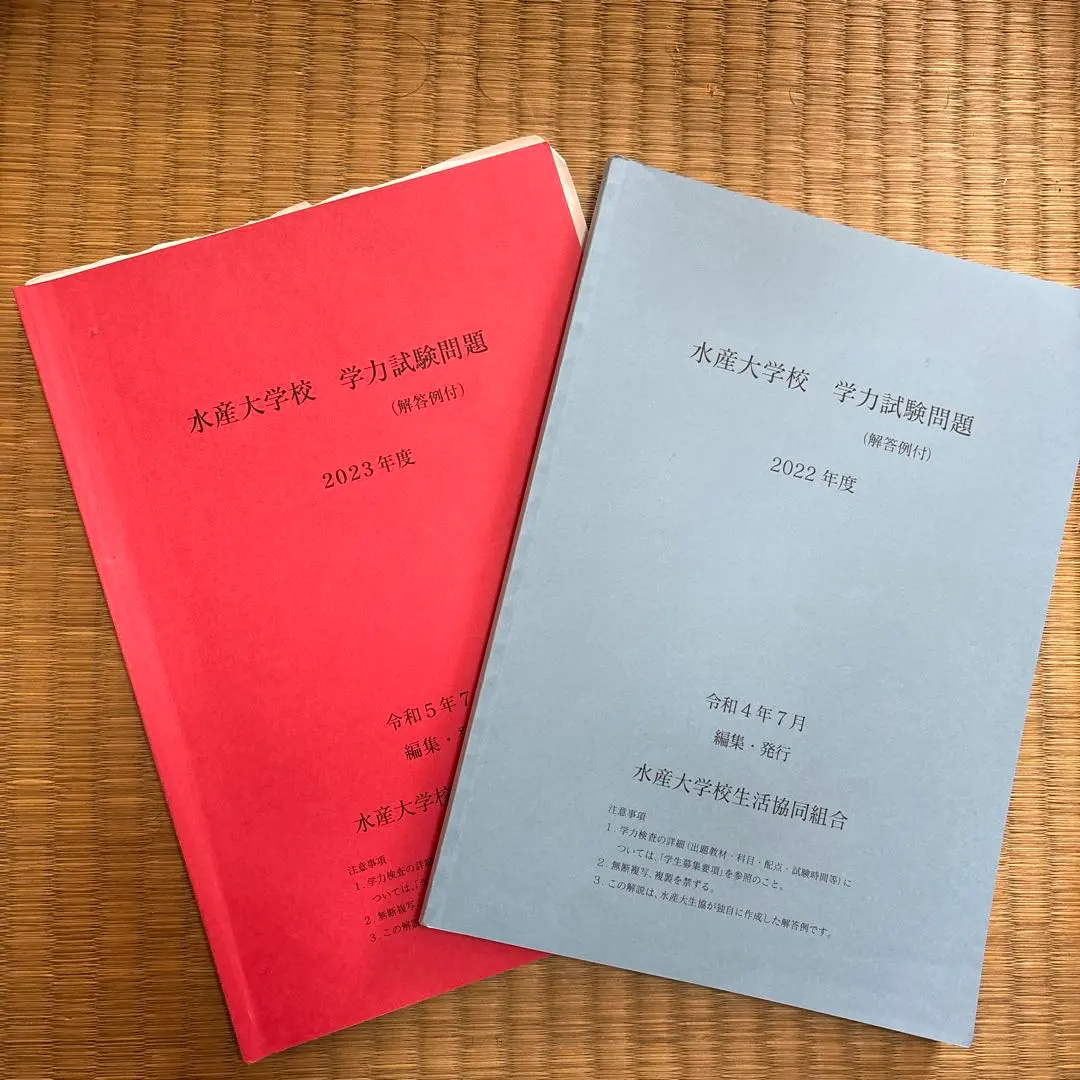 水産大学校 学力試験問題
(解答例付)
2023年度
令和5年7
編集・
水産大学校
注意事項
1. 学力検査の詳細
ついては、「
2. 無断複写、
3. この解説
水産大学校 学力試験問題
(解答例付)
2022年度
令和4年7月
編集・発行
水産大学校生活協同組合
注意事項
1. 学力検査の詳細(出題教材・科目・配点・試験時間等)に
ついては、「学生募集要項」を参照のこと。
2. 無断複写、複製を禁ずる。
3. この解説は、水産大生協が独自に作成した解答例です。